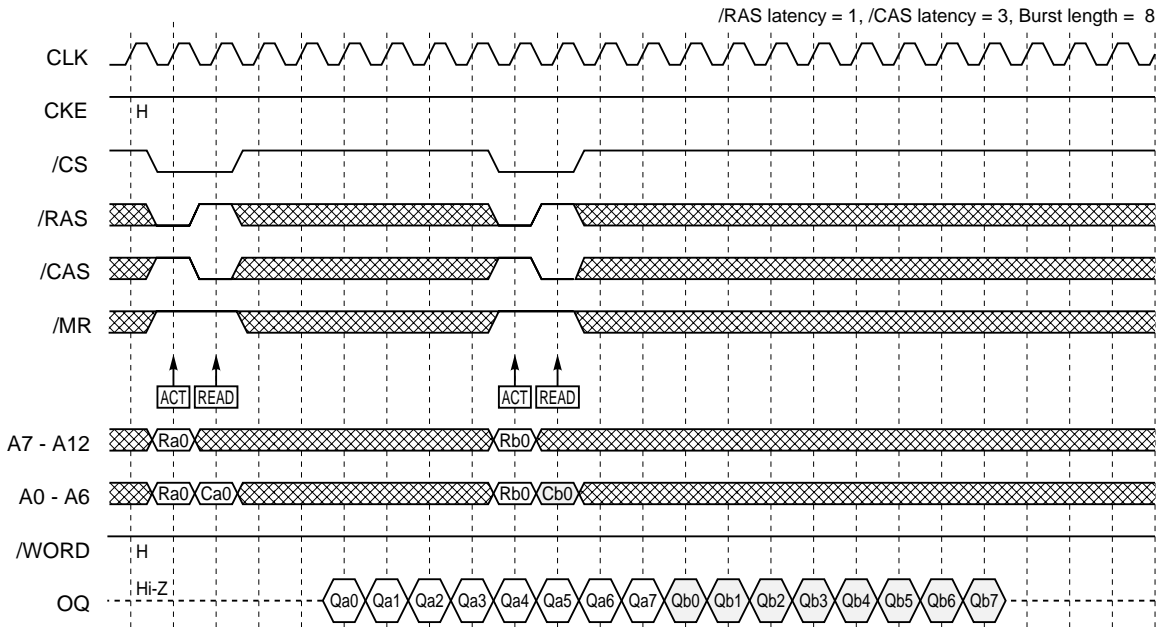 /RAS latency = 1, /CAS latency = 3, Burst length = 8
CLK
CKE H
/CS
/RAS
/CAS
/MR
ACT READ ACT READ
A7 - A12 Ra0 Rb0
A0 - A6 Ra0 Ca0 Rb0 Cb0
/WORD H
Hi-Z
OQ Qa0 Qa1 Qa2 Qa3 Qa4 Qa5 Qa6 Qa7 Qb0 Qb1 Qb2 Qb3 Qb4 Qb5 Qb6 Qb7